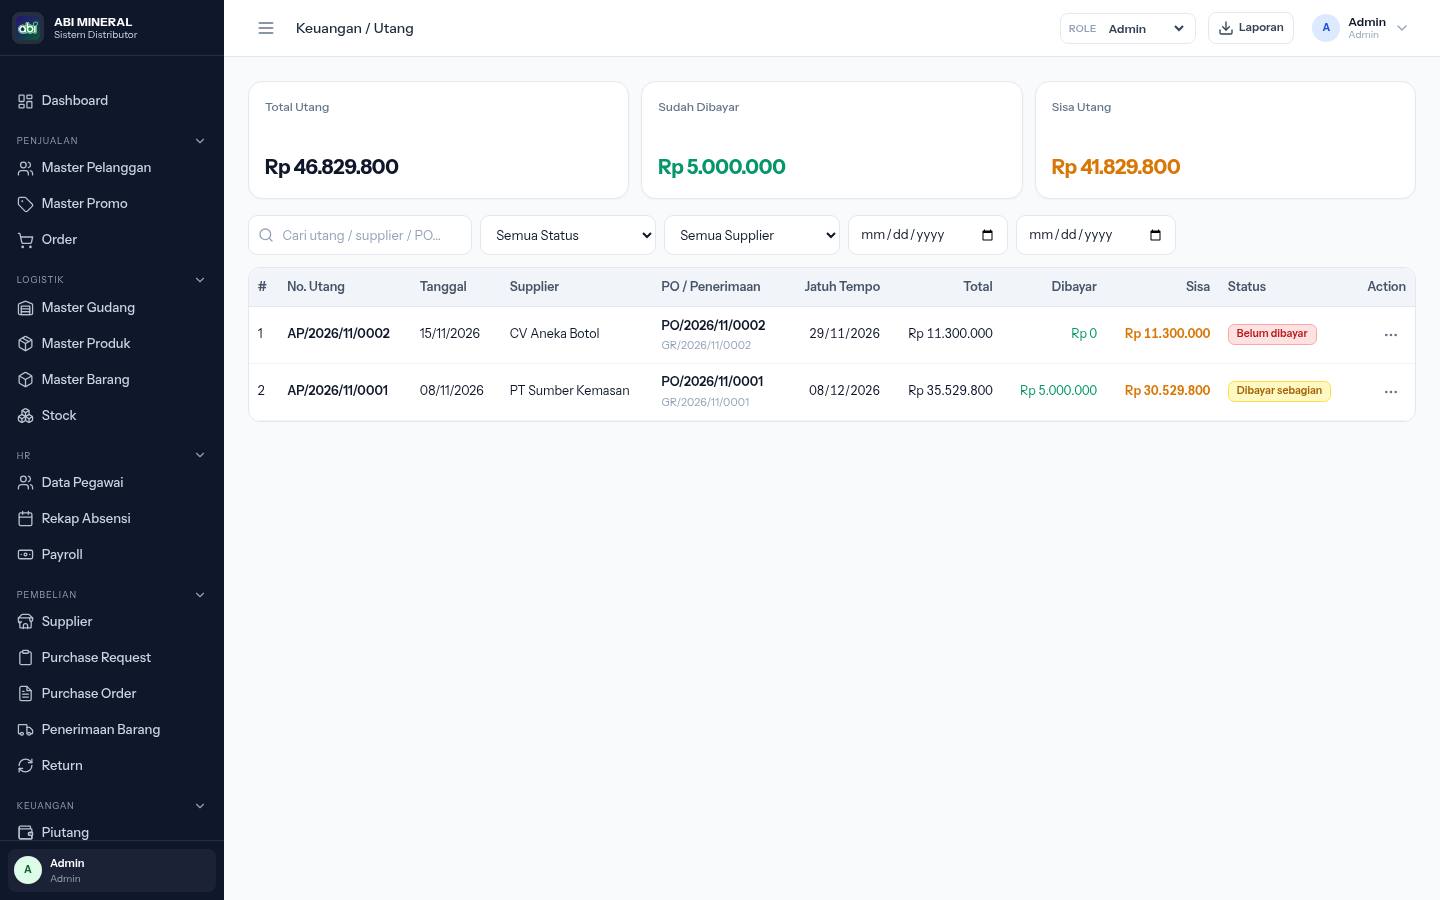 abi
ABI MINERAL
Sistem Distributor
Dashboard
PENJUALAN
Master Pelanggan
Master Promo
Order
LOGISTIK
Master Gudang
Master Produk
Master Barang
Stock
HR
Data Pegawai
Rekap Absensi
Payroll
PEMBELIAN
Supplier
Purchase Request
Purchase Order
Penerimaan Barang
Return
KEUANGAN
Piutang
A
Admin
Admin
Keuangan / Utang
ROLE Admin
Laporan
A
Admin
Admin
Total Utang
Rp 46.829.800
Sudah Dibayar
Rp 5.000.000
Sisa Utang
Rp 41.829.800
Cari utang / supplier / PO...
Semua Status
Semua Supplier
mm/dd/yyyy
mm/dd/yyyy
# No. Utang Tanggal Supplier PO / Penerimaan Jatuh Tempo Total Dibayar Sisa Status Action
1 AP/2026/11/0002 15/11/2026 CV Aneka Botol PO/2026/11/0002 29/11/2026 Rp 11.300.000 Rp 0 Rp 11.300.000 Belum dibayar ...
GR/2026/11/0002
2 AP/2026/11/0001 08/11/2026 PT Sumber Kemasan PO/2026/11/0001 08/12/2026 Rp 35.529.800 Rp 5.000.000 Rp 30.529.800 Dibayar sebagian ...
GR/2026/11/0001